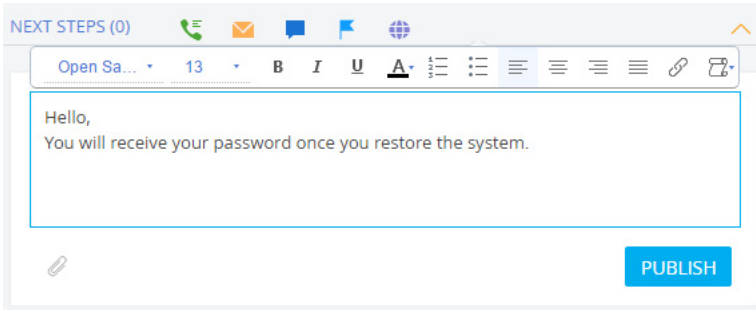 NEXT STEPS (0)
Open Sa... 13 B I U A
Hello,
You will receive your password once you restore the system.
PUBLISH